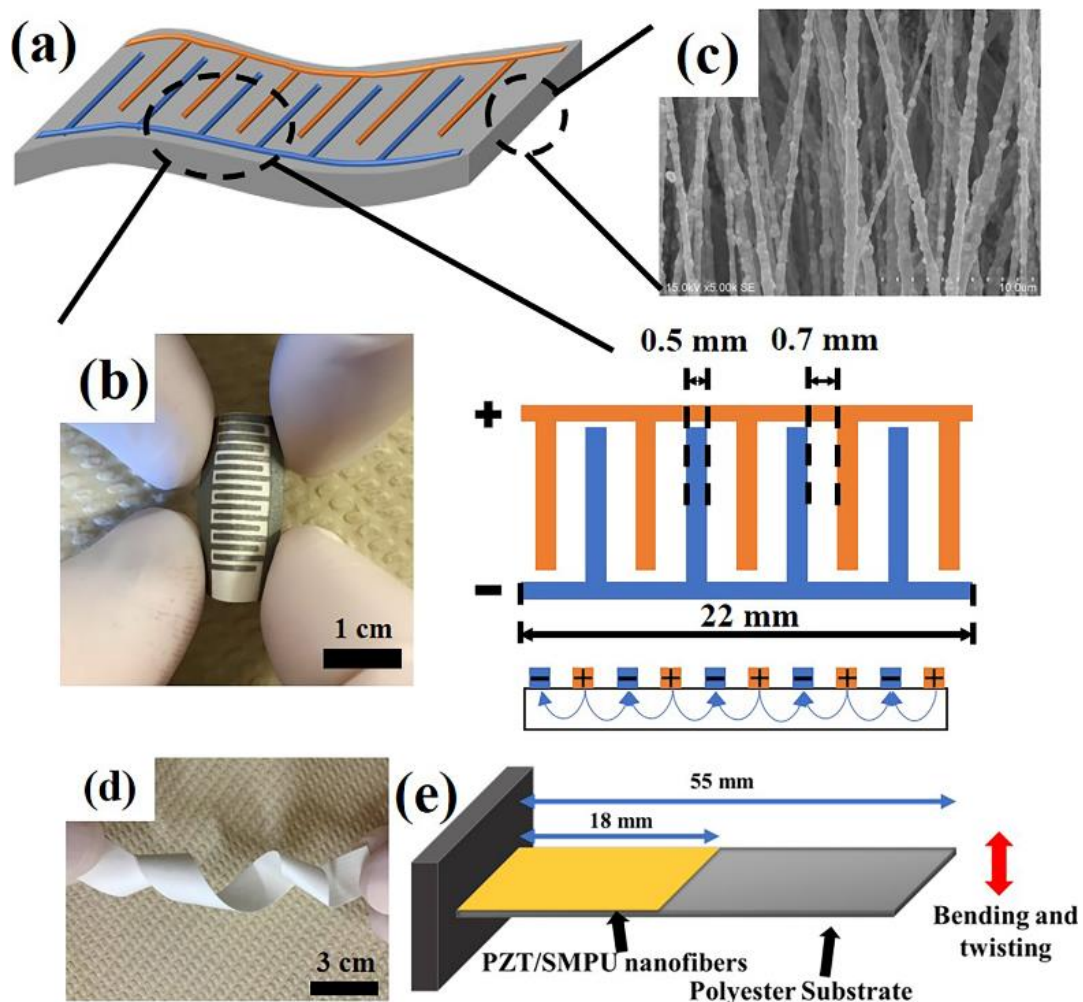 (a)
(c)
15.0kV x5.00k SE
10.0um
(b)
1 cm
0.5 mm
0.7 mm
+
−
22 mm
− + − + − + − + − +
(d)
3 cm
(e)
55 mm
18 mm
PZT/SMPU nanofibers
Polyester Substrate
Bending and
twisting